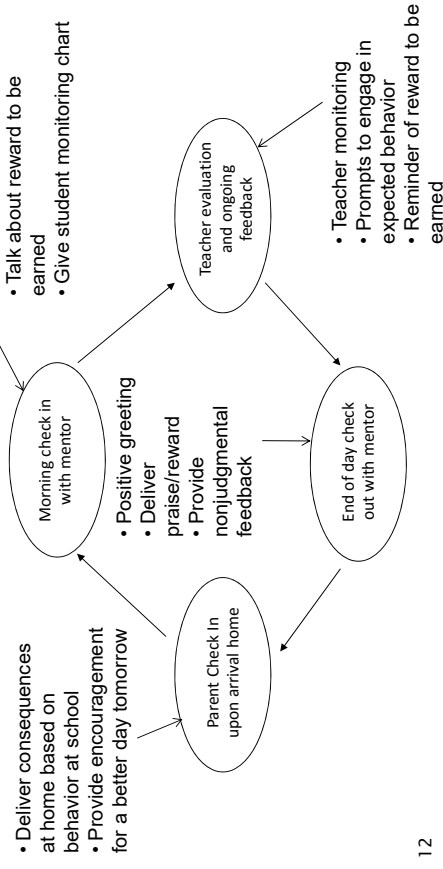 • Talk about reward to be
earned
• Give student monitoring chart
Morning check in
with mentor
• Deliver consequences
at home based on
behavior at school
• Provide encouragement
for a better day tomorrow
• Positive greeting
• Deliver
praise/reward
• Provide
nonjudgmental
feedback
Teacher evaluation
and ongoing
feedback
Parent Check In
upon arrival home
• Teacher monitoring
• Prompts to engage in
expected behavior
• Reminder of reward to be
earned
End of day check
out with mentor
12